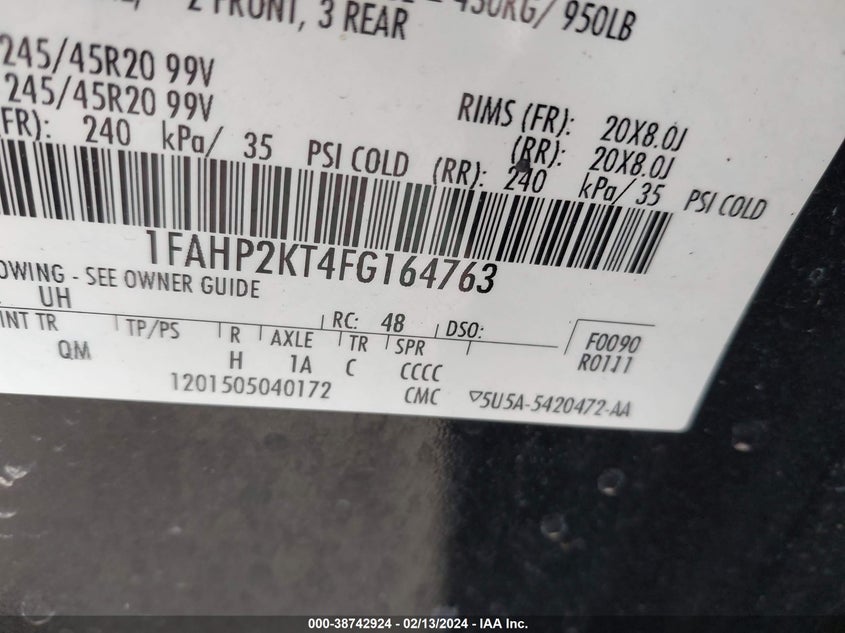 450KG/ 950LB
2 FRONT, 3 REAR
245/45R20 99V
245/45R20 99V
RIMS (FR): 20X8.0J
(RR): 20X8.0J
(FR): 240 kPa/ 35 PSI COLD (RR): 240 kPa/ 35 PSI COLD
1FAHP2KT4FG164763
OWING - SEE OWNER GUIDE
UH
INT TR TP/PS R AXLE TR SPR
RC: 48 DSO:
QM H 1A C CCCC
F0090
R0111
1201505040172
CMC ▽5U5A-5420472-AA
000-38742924 - 02/13/2024 - IAA Inc.